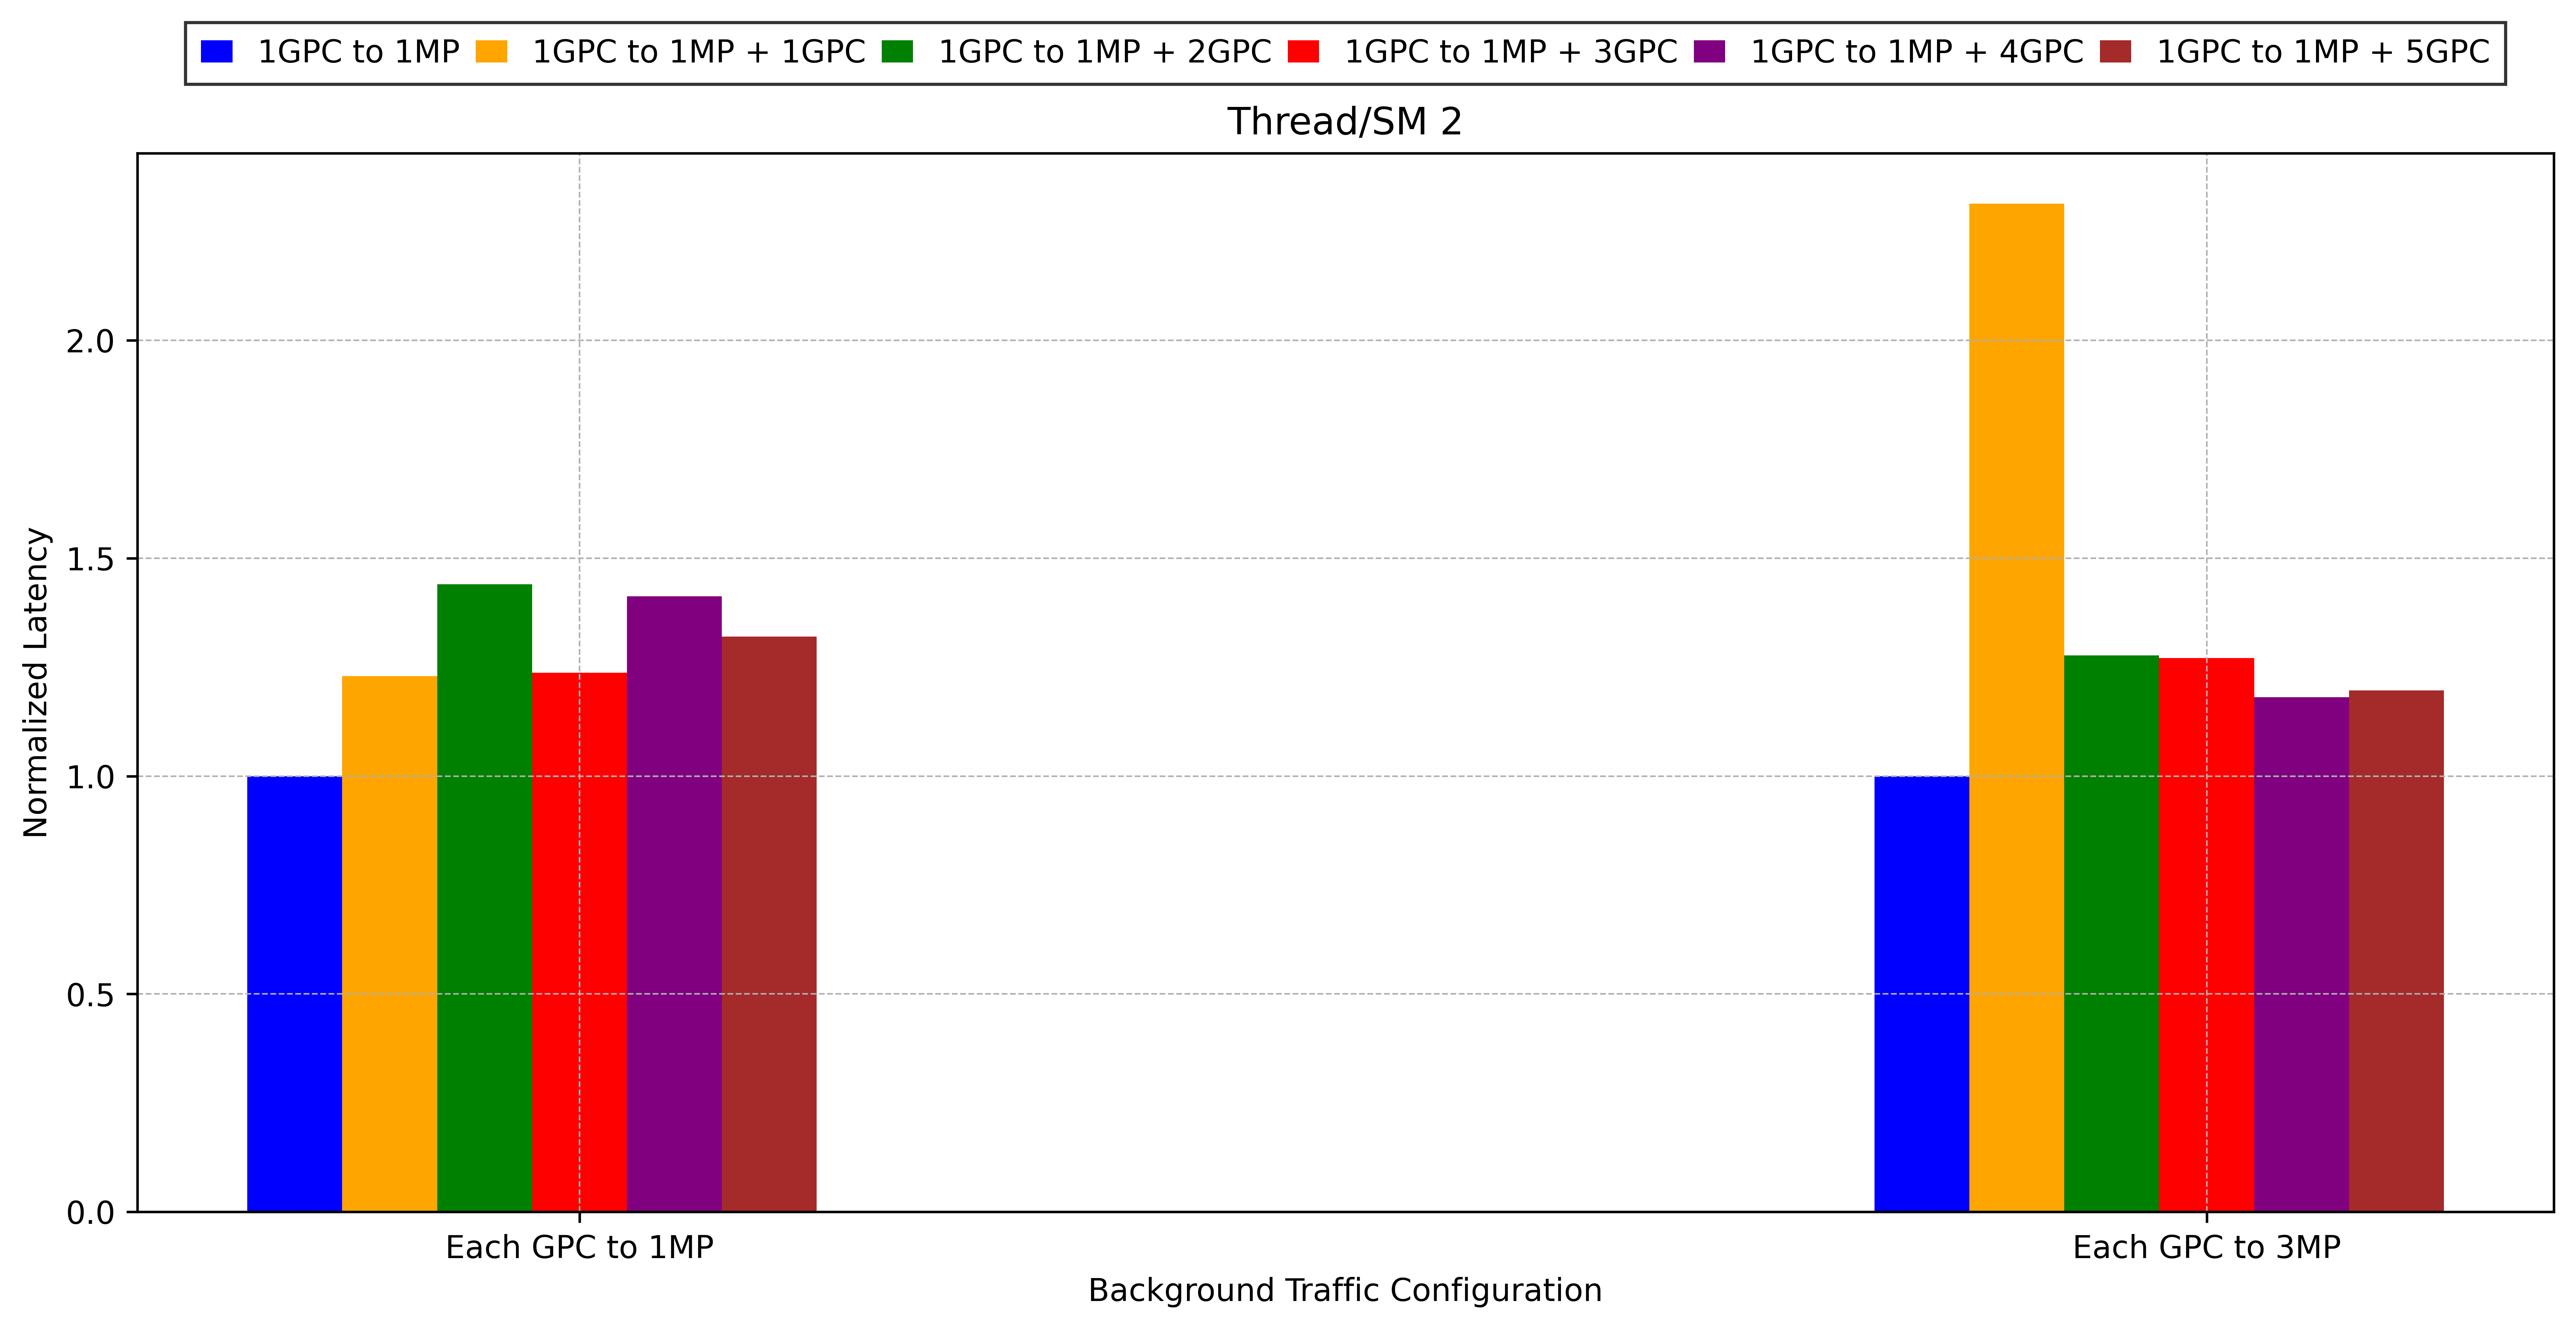 1GPC to 1MP 1GPC to 1MP + 1GPC 1GPC to 1MP + 2GPC 1GPC to 1MP + 3GPC 1GPC to 1MP + 4GPC 1GPC to 1MP + 5GPC
Thread/SM 2
Normalized Latency
2.0
1.5
1.0
0.5
0.0
Each GPC to 1MP Each GPC to 3MP
Background Traffic Configuration